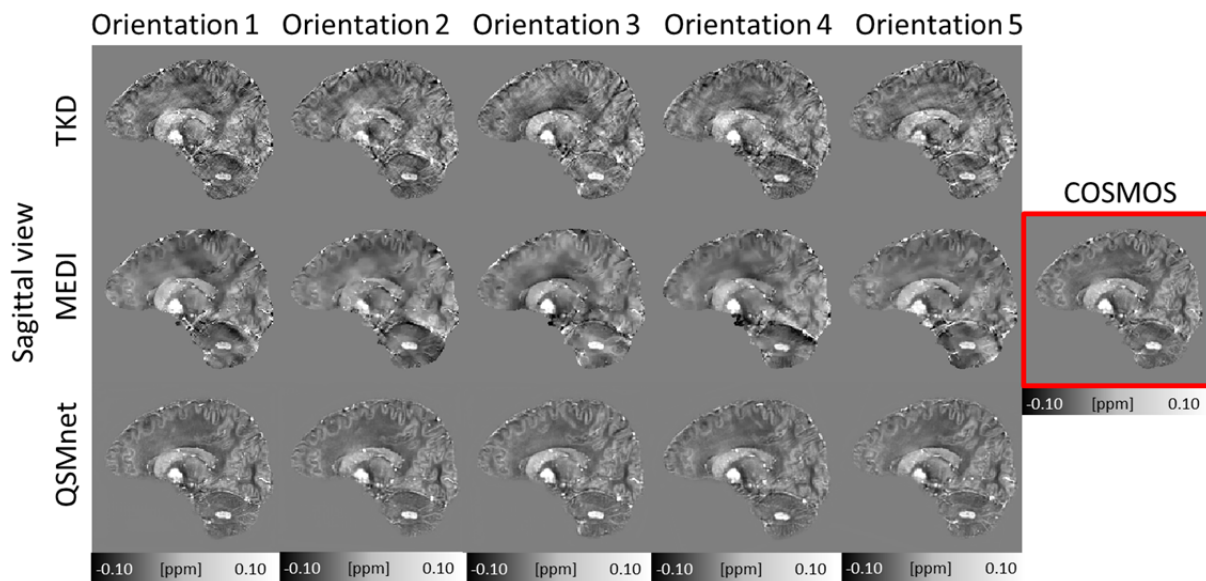 Orientation 1 Orientation 2 Orientation 3 Orientation 4 Orientation 5
Sagittal view
TKD
MEDI
QSMnet
COSMOS
-0.10 [ppm] 0.10
-0.10 [ppm] 0.10 -0.10 [ppm] 0.10 -0.10 [ppm] 0.10 -0.10 [ppm] 0.10 -0.10 [ppm] 0.10